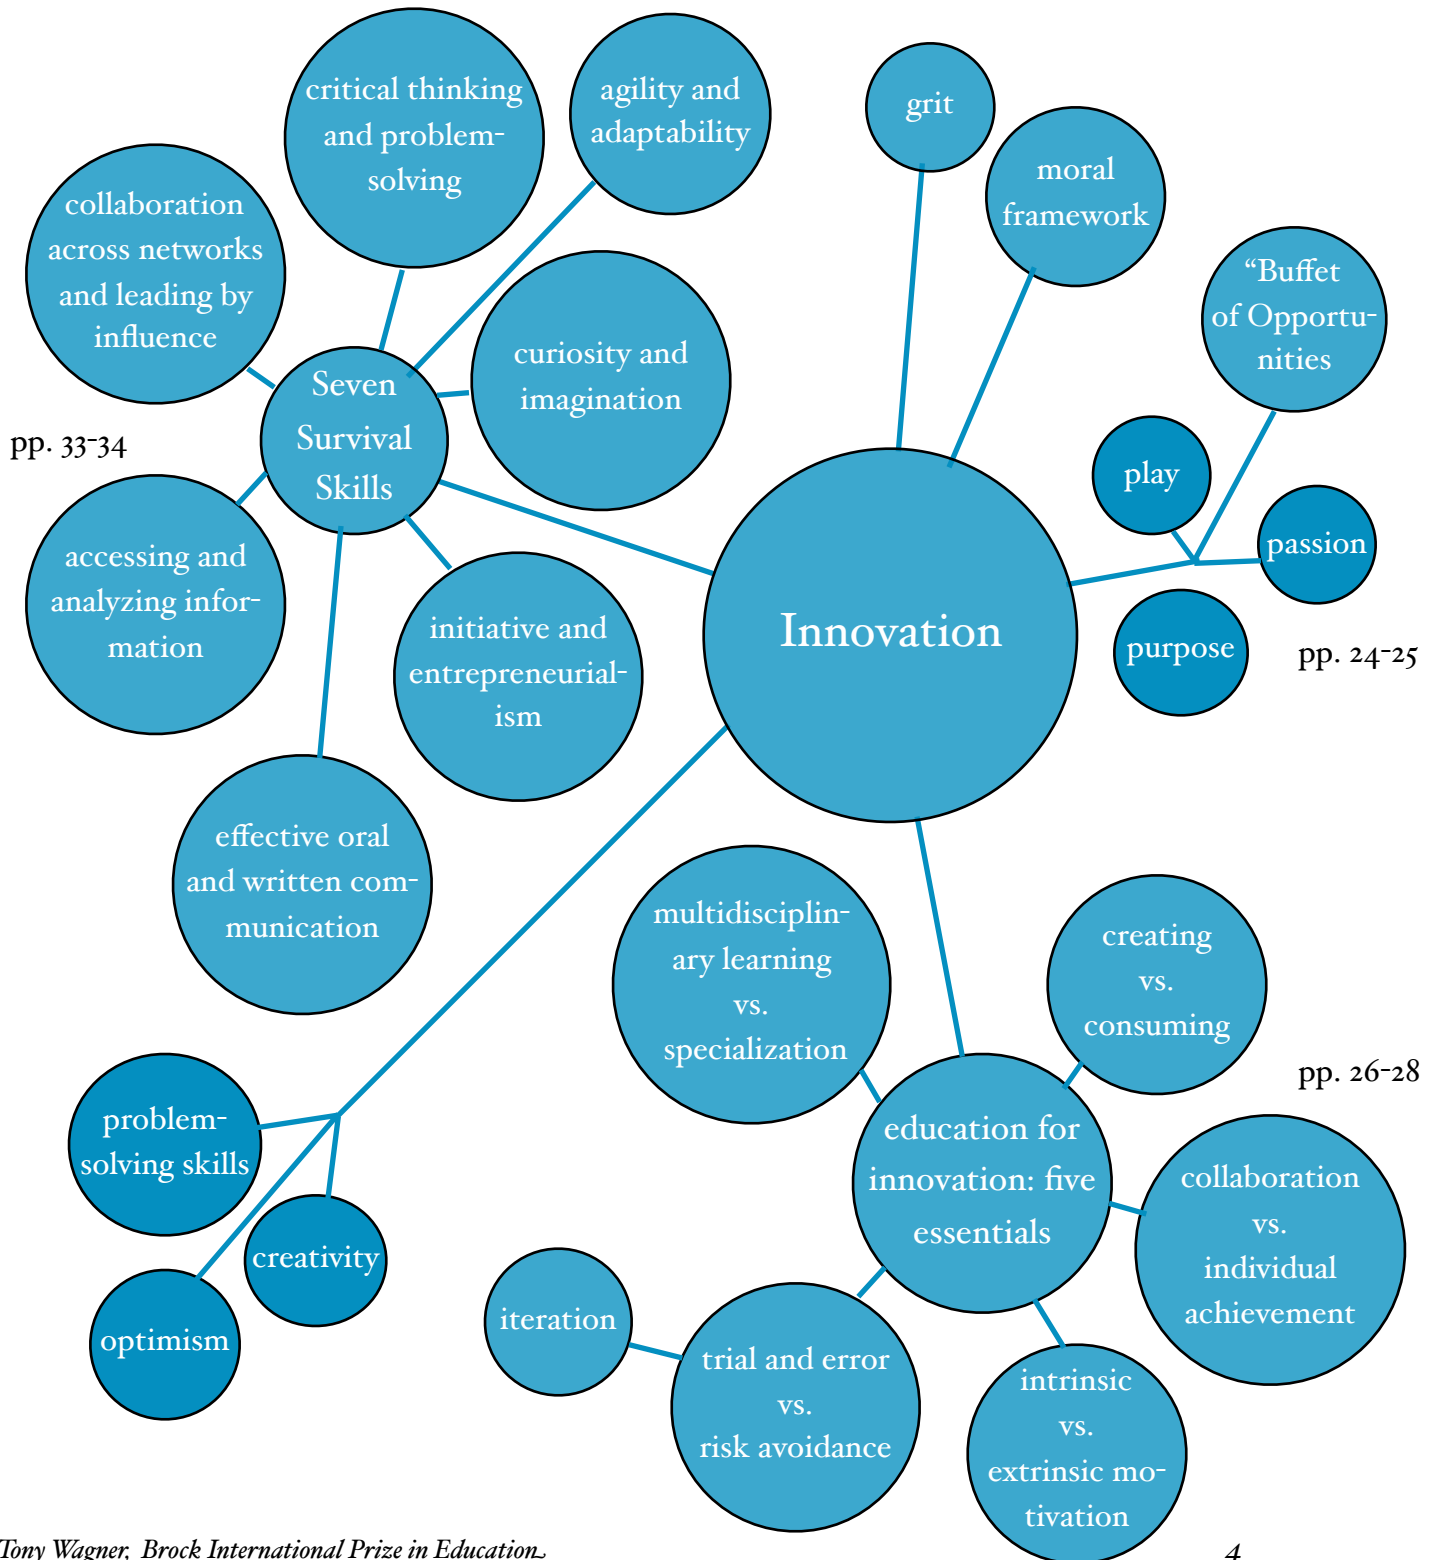 critical thinking
and problem-
solving
agility and
adaptability
grit
moral
framework
collaboration
across networks
and leading by
influence
“Buffet
of Opportu-
nities
curiosity and
imagination
Seven
Survival
Skills
pp. 33-34
play
passion
purpose
pp. 24-25
accessing and
analyzing infor-
mation
initiative and
entrepreneurial-
ism
Innovation
effective oral
and written com-
munication
multidisciplin-
ary learning
vs.
specialization
creating
vs.
consuming
pp. 26-28
problem-
solving skills
creativity
optimism
education for
innovation: five
essentials
collaboration
vs.
individual
achievement
iteration
trial and error
vs.
risk avoidance
intrinsic
vs.
extrinsic mo-
tivation
Tony Wagner, Brock International Prize in Education
4